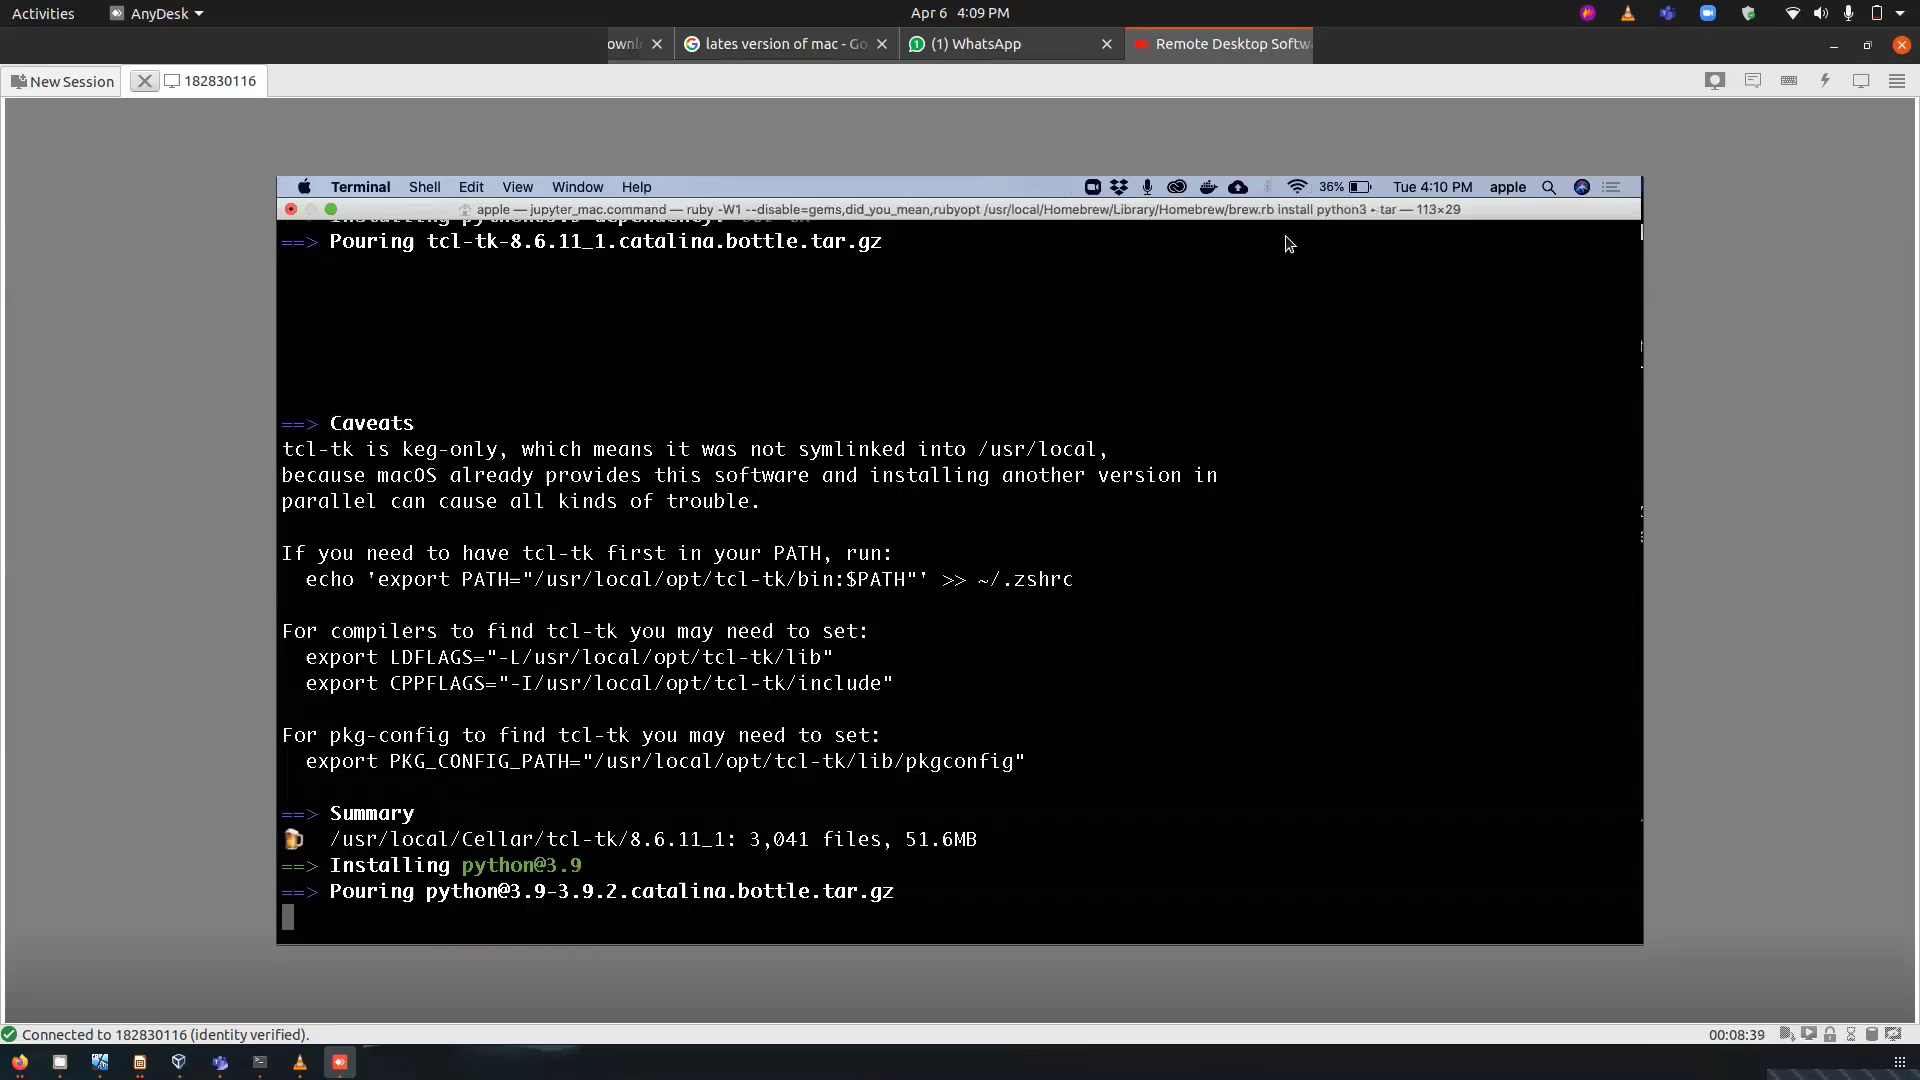 Activities
AnyDesk
Apr 6 4:09 PM
ownl
lates version of mac - Go
(1) WhatsApp
Remote Desktop Softw
New Session
182830116
Terminal Shell Edit View Window Help
36%
Tue 4:10 PM
apple
apple — jupyter_mac.command — ruby -W1 --disable=gems,did_you_mean,rubyopt /usr/local/Homebrew/Library/Homebrew/brew.rb install python3 • tar — 113×29
==> Pouring tcl-tk-8.6.11_1.catalina.bottle.tar.gz
==> Caveats
tcl-tk is keg-only, which means it was not symlinked into /usr/local,
because macOS already provides this software and installing another version in
parallel can cause all kinds of trouble.
If you need to have tcl-tk first in your PATH, run:
echo 'export PATH="/usr/local/opt/tcl-tk/bin:$PATH"' >> ~/.zshrc
For compilers to find tcl-tk you may need to set:
export LDFLAGS="-L/usr/local/opt/tcl-tk/lib"
export CPPFLAGS="-I/usr/local/opt/tcl-tk/include"
For pkg-config to find tcl-tk you may need to set:
export PKG_CONFIG_PATH="/usr/local/opt/tcl-tk/lib/pkgconfig"
==> Summary
/usr/local/Cellar/tcl-tk/8.6.11_1: 3,041 files, 51.6MB
==> Installing python@3.9
==> Pouring python@3.9-3.9.2.catalina.bottle.tar.gz
Connected to 182830116 (identity verified).
00:08:39